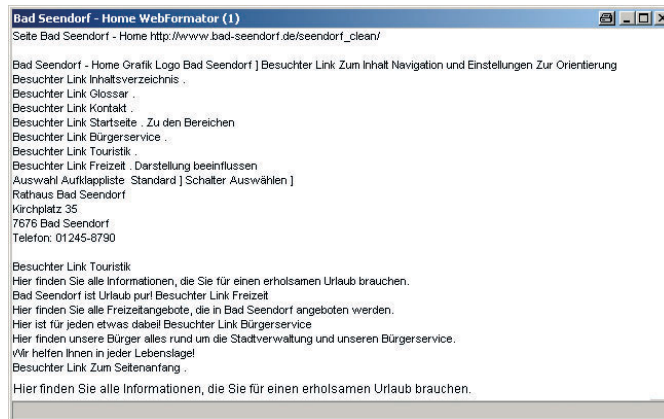 Bad Seendorf - Home WebFormator (1)
Seite Bad Seendorf - Home http://www.bad-seendorf.de/seendorf_clean/
Bad Seendorf - Home Grafik Logo Bad Seendorf ] Besuchter Link Zum Inhalt Navigation und Einstellungen Zur Orientierung
Besuchter Link Inhaltsverzeichnis .
Besuchter Link Glossar .
Besuchter Link Kontakt .
Besuchter Link Startseite . Zu den Bereichen
Besuchter Link Bürgerservice .
Besuchter Link Touristik .
Besuchter Link Freizeit . Darstellung beeinflussen
Auswahl Aufklappliste  Standard ] Schalter Auswählen ]
Rathaus Bad Seendorf
Kirchplatz 35
7676 Bad Seendorf
Telefon: 01245-8790
Besuchter Link Touristik
Hier finden Sie alle Informationen, die Sie für einen erholsamen Urlaub brauchen.
Bad Seendorf ist Urlaub pur! Besuchter Link Freizeit
Hier finden Sie alle Freizeitangebote, die in Bad Seendorf angeboten werden.
Hier ist für jeden etwas dabei! Besuchter Link Bürgerservice
Hier finden unsere Bürger alles rund um die Stadtverwaltung und unseren Bürgerservice.
Wir helfen Ihnen in jeder Lebenslage!
Besuchter Link Zum Seitenanfang .
Hier finden Sie alle Informationen, die Sie für einen erholsamen Urlaub brauchen.